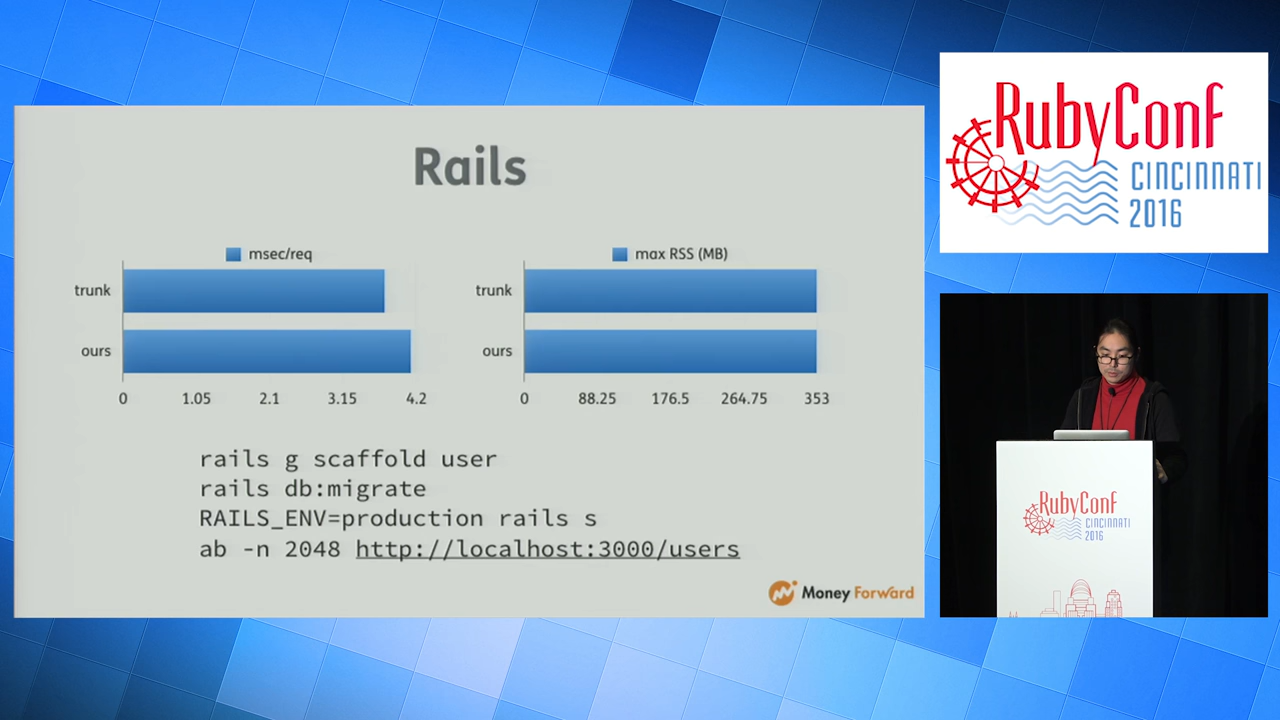 Rails
msec/req
trunk
ours
0 1.05 2.1 3.15 4.2
max RSS (MB)
trunk
ours
0 88.25 176.5 264.75 353
rails g scaffold user
rails db:migrate
RAILS_ENV=production rails s
ab -n 2048 http://localhost:3000/users
Money Forward
RubyConf
CINCINNATI
2016
RubyConf
CINCINNATI
2016